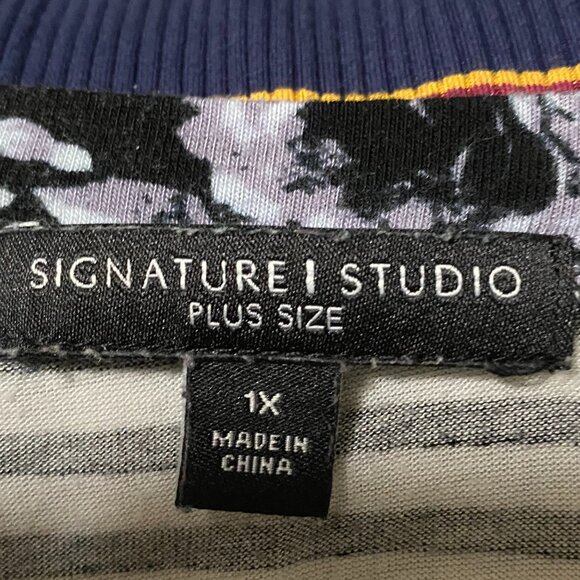 SIGNATURE | STUDIO
PLUS SIZE
1X
MADE IN
CHINA